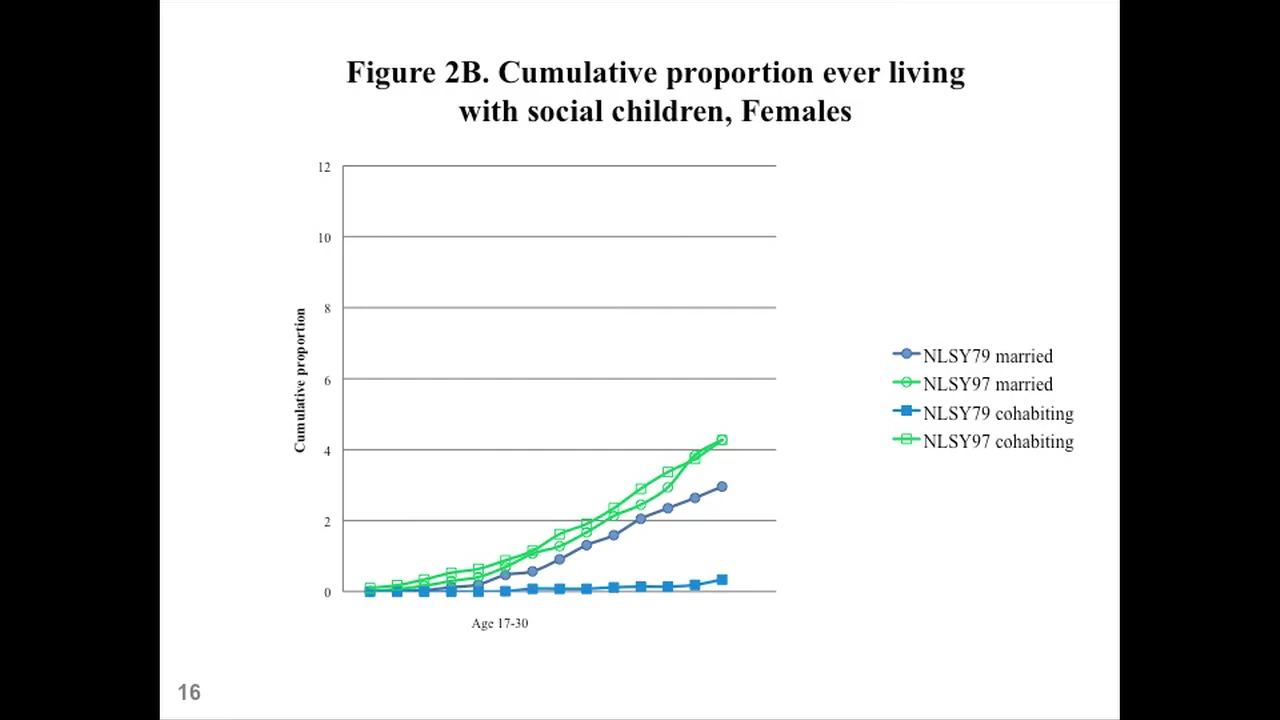 Figure 2B. Cumulative proportion ever living
with social children, Females
12
10
8
6
4
2
0
Cumulative proportion
Age 17-30
NLSY79 married
NLSY97 married
NLSY79 cohabiting
NLSY97 cohabiting
16